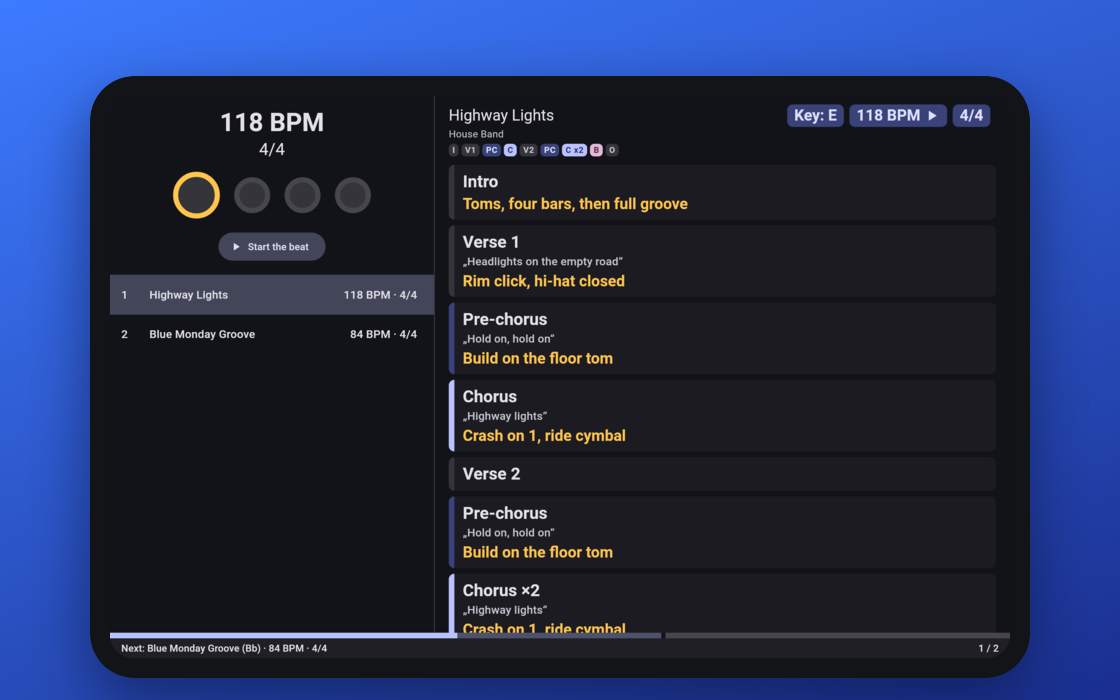 118 BPM
4/4
Start the beat
1 Highway Lights 118 BPM · 4/4
2 Blue Monday Groove 84 BPM · 4/4
Highway Lights
House Band
Key: E 118 BPM 4/4
I V1 PC C V2 PC C x2 B O
Intro
Toms, four bars, then full groove
Verse 1
„Headlights on the empty road“
Rim click, hi-hat closed
Pre-chorus
„Hold on, hold on“
Build on the floor tom
Chorus
„Highway lights“
Crash on 1, ride cymbal
Verse 2
Pre-chorus
„Hold on, hold on“
Build on the floor tom
Chorus ×2
„Highway lights“
Crash on 1, ride cymbal
Next: Blue Monday Groove (Bb) · 84 BPM · 4/4
1 / 2